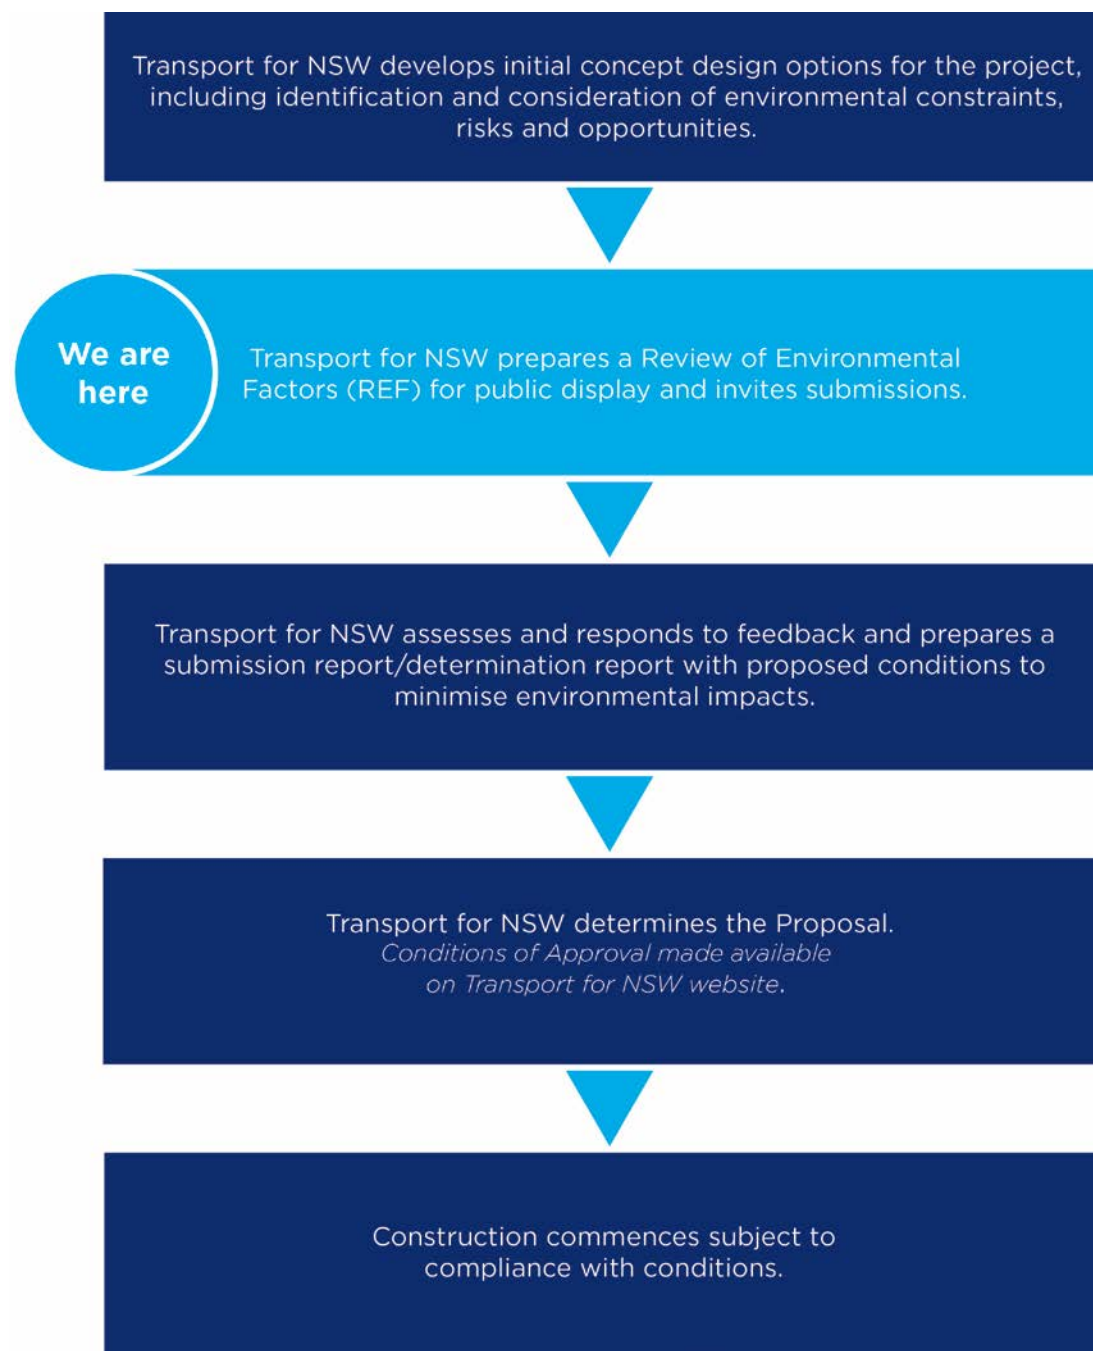 Transport for NSW develops initial concept design options for the project,
including identification and consideration of environmental constraints,
risks and opportunities.
We are
here
Transport for NSW prepares a Review of Environmental
Factors (REF) for public display and invites submissions.
Transport for NSW assesses and responds to feedback and prepares a
submission report/determination report with proposed conditions to
minimise environmental impacts.
Transport for NSW determines the Proposal.
Conditions of Approval made available
on Transport for NSW website.
Construction commences subject to
compliance with conditions.